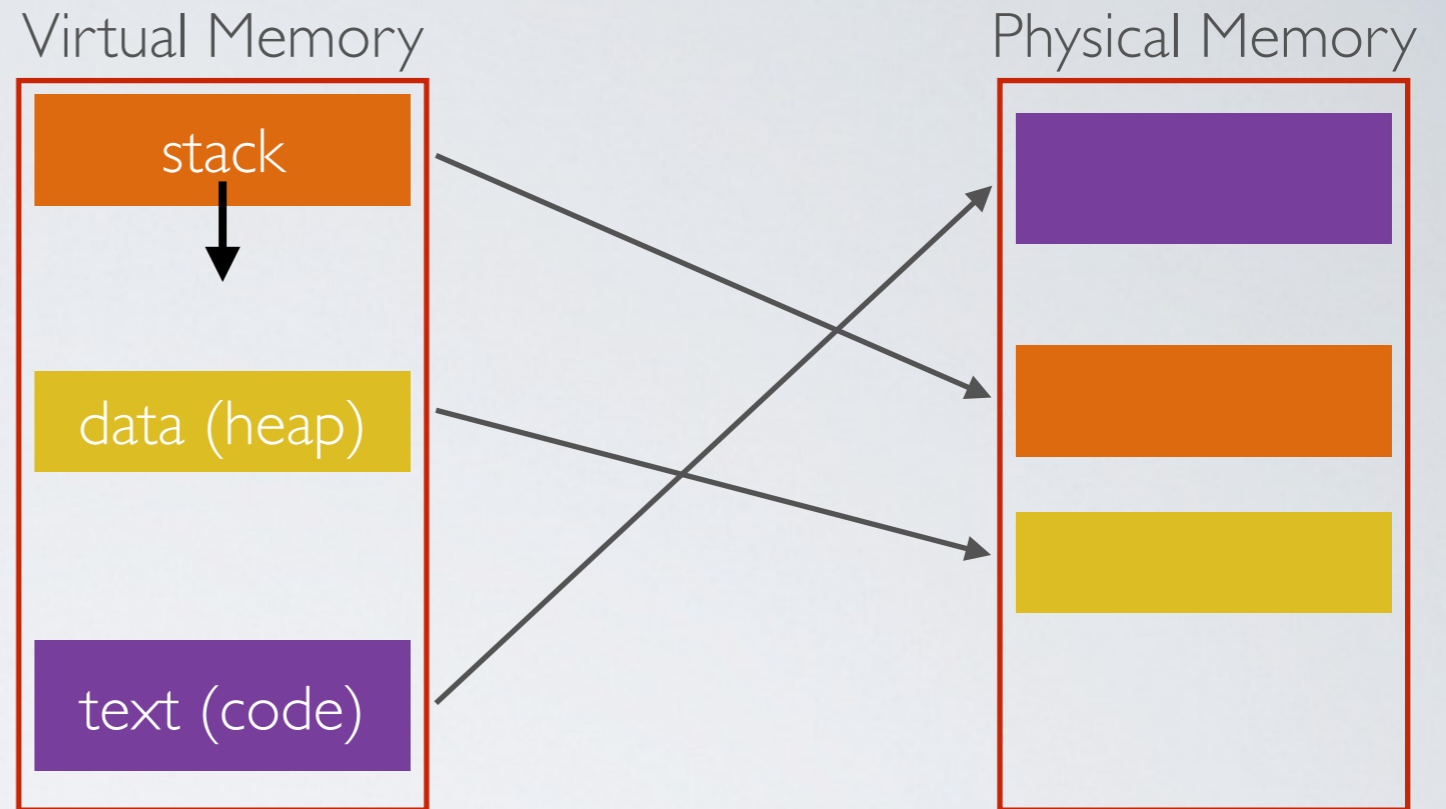 Virtual Memory
Physical Memory
stack
data (heap)
text (code)